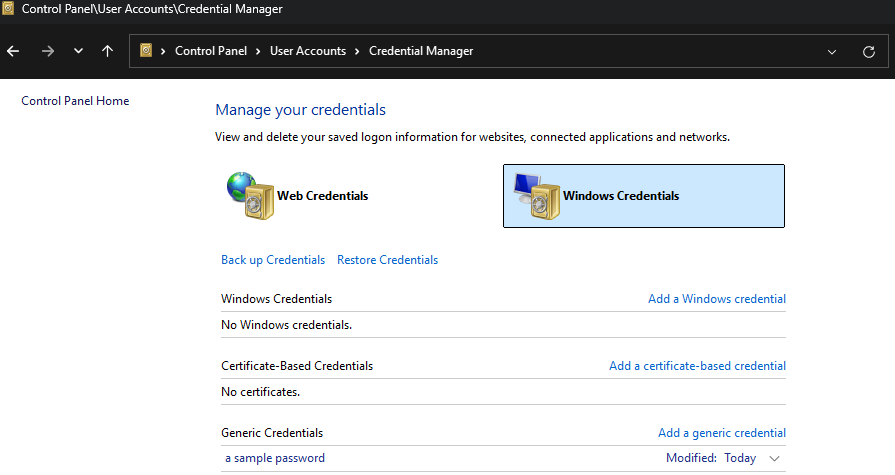 Control Panel\User Accounts\Credential Manager
Control Panel > User Accounts > Credential Manager
Control Panel Home
Manage your credentials
View and delete your saved logon information for websites, connected applications and networks.
Web Credentials
Windows Credentials
Back up Credentials Restore Credentials
Windows Credentials Add a Windows credential
No Windows credentials.
Certificate-Based Credentials Add a certificate-based credential
No certificates.
Generic Credentials Add a generic credential
a sample password Modified: Today